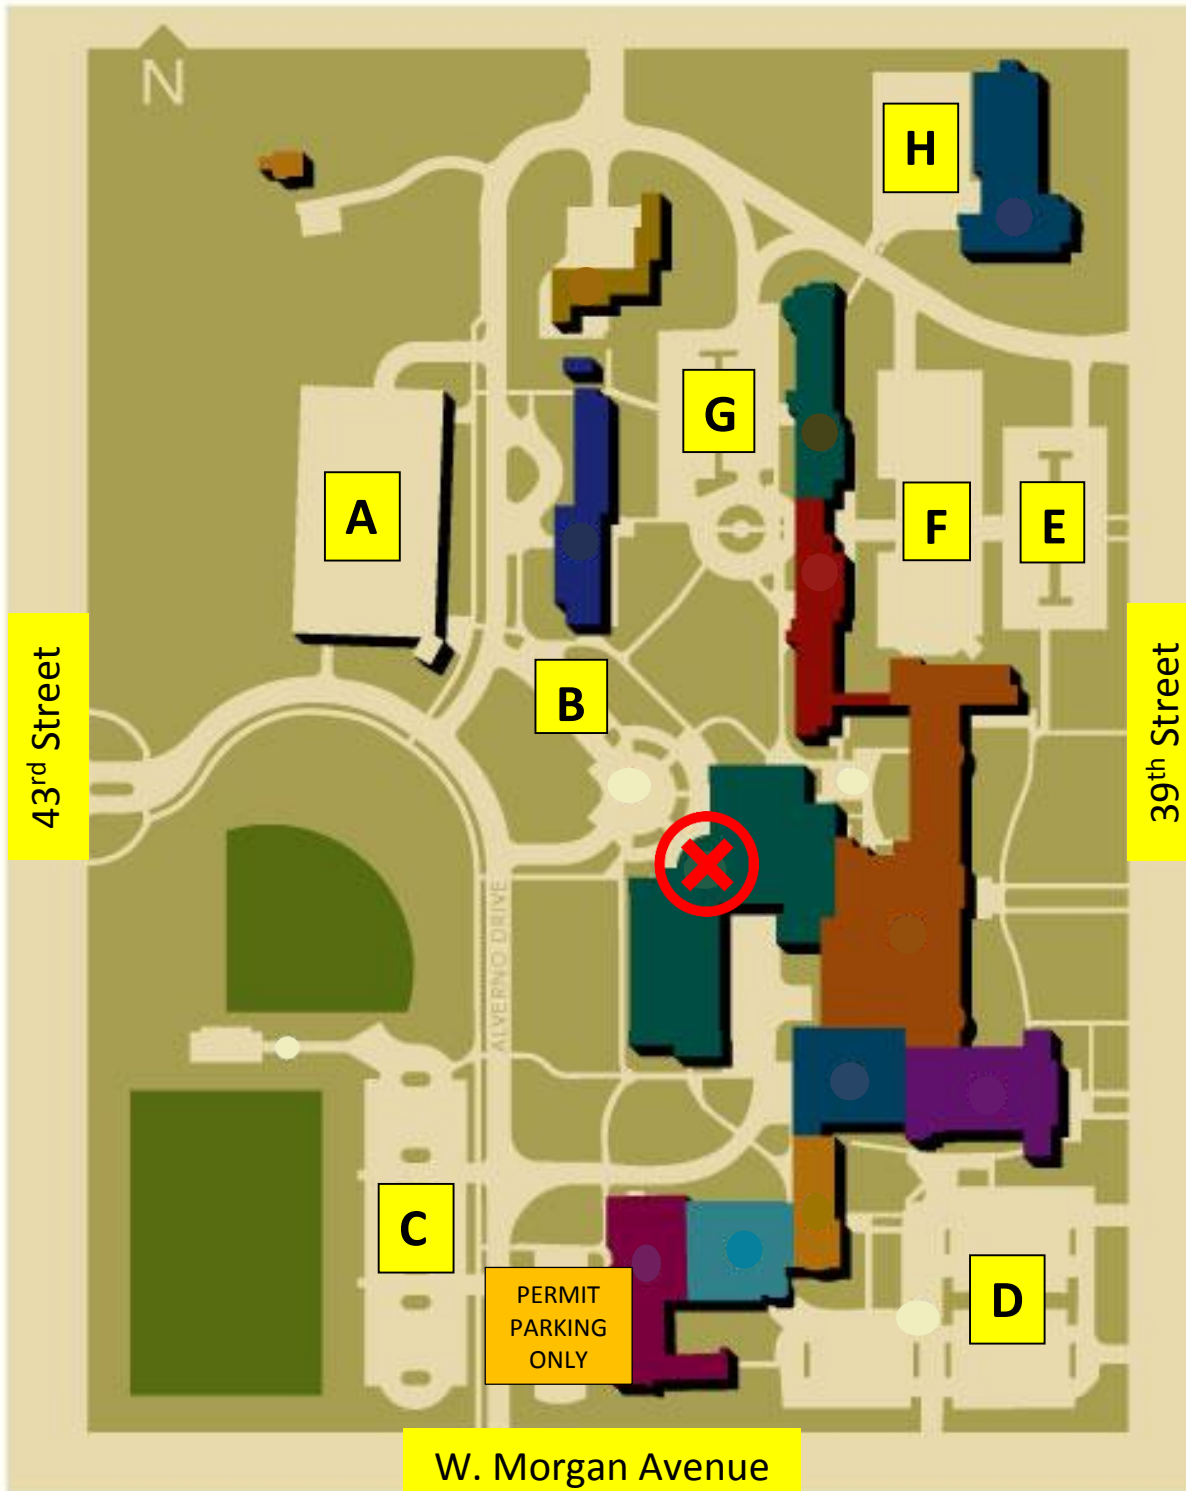 N
H
G
A
F
E
43rd Street
39th Street
B
ALVERNO DRIVE
C
PERMIT
PARKING
ONLY
D
W. Morgan Avenue